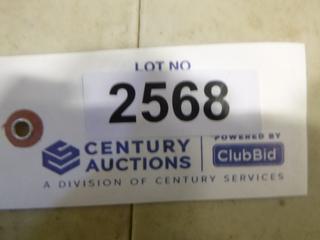 LOT NO
2568
CENTURY
AUCTIONS
POWERED BY
ClubBid
A DIVISION OF CENTURY SERVICES